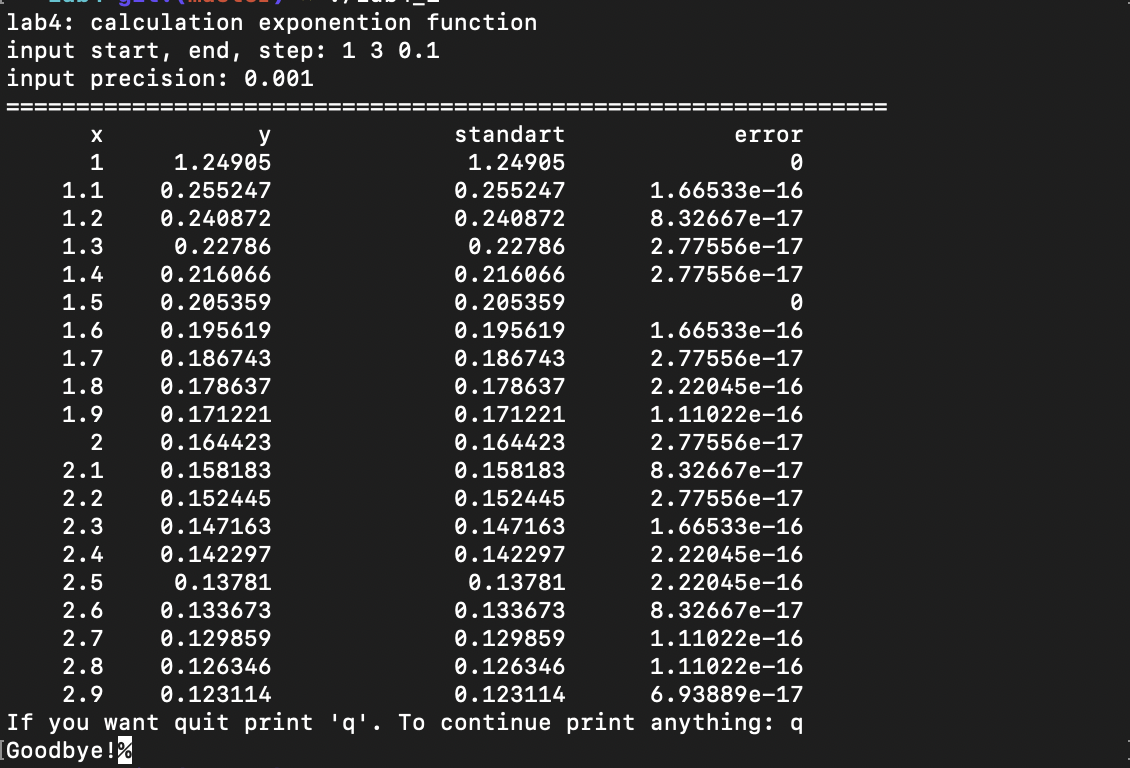 lab4: calculation exponention function
input start, end, step: 1 3 0.1
input precision: 0.001
===============================================================
x y standart error
1 1.24905 1.24905 0
1.1 0.255247 0.255247 1.66533e-16
1.2 0.240872 0.240872 8.32667e-17
1.3 0.22786 0.22786 2.77556e-17
1.4 0.216066 0.216066 2.77556e-17
1.5 0.205359 0.205359 0
1.6 0.195619 0.195619 1.66533e-16
1.7 0.186743 0.186743 2.77556e-17
1.8 0.178637 0.178637 2.22045e-16
1.9 0.171221 0.171221 1.11022e-16
2 0.164423 0.164423 2.77556e-17
2.1 0.158183 0.158183 8.32667e-17
2.2 0.152445 0.152445 2.77556e-17
2.3 0.147163 0.147163 1.66533e-16
2.4 0.142297 0.142297 2.22045e-16
2.5 0.13781 0.13781 2.22045e-16
2.6 0.133673 0.133673 8.32667e-17
2.7 0.129859 0.129859 1.11022e-16
2.8 0.126346 0.126346 1.11022e-16
2.9 0.123114 0.123114 6.93889e-17
If you want quit print 'q'. To continue print anything: q
Goodbye!%